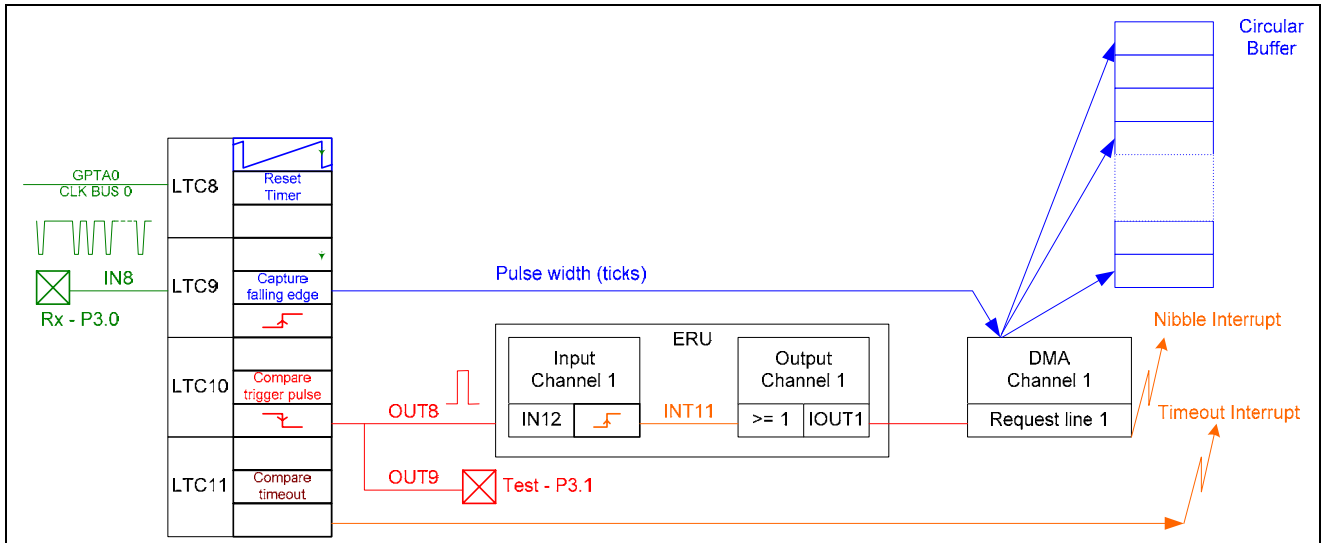 Circular
Buffer
GPTA0
CLK BUS 0
LTC8
Reset
Timer
IN8
Rx - P3.0
LTC9
Capture
falling edge
Pulse width (ticks)
LTC10
Compare
trigger pulse
OUT8
OUT9
Test - P3.1
ERU
Input
Channel 1
IN12
INT11
Output
Channel 1
>= 1
IOUT1
DMA
Channel 1
Request line 1
Nibble Interrupt
Timeout Interrupt
LTC11
Compare
timeout